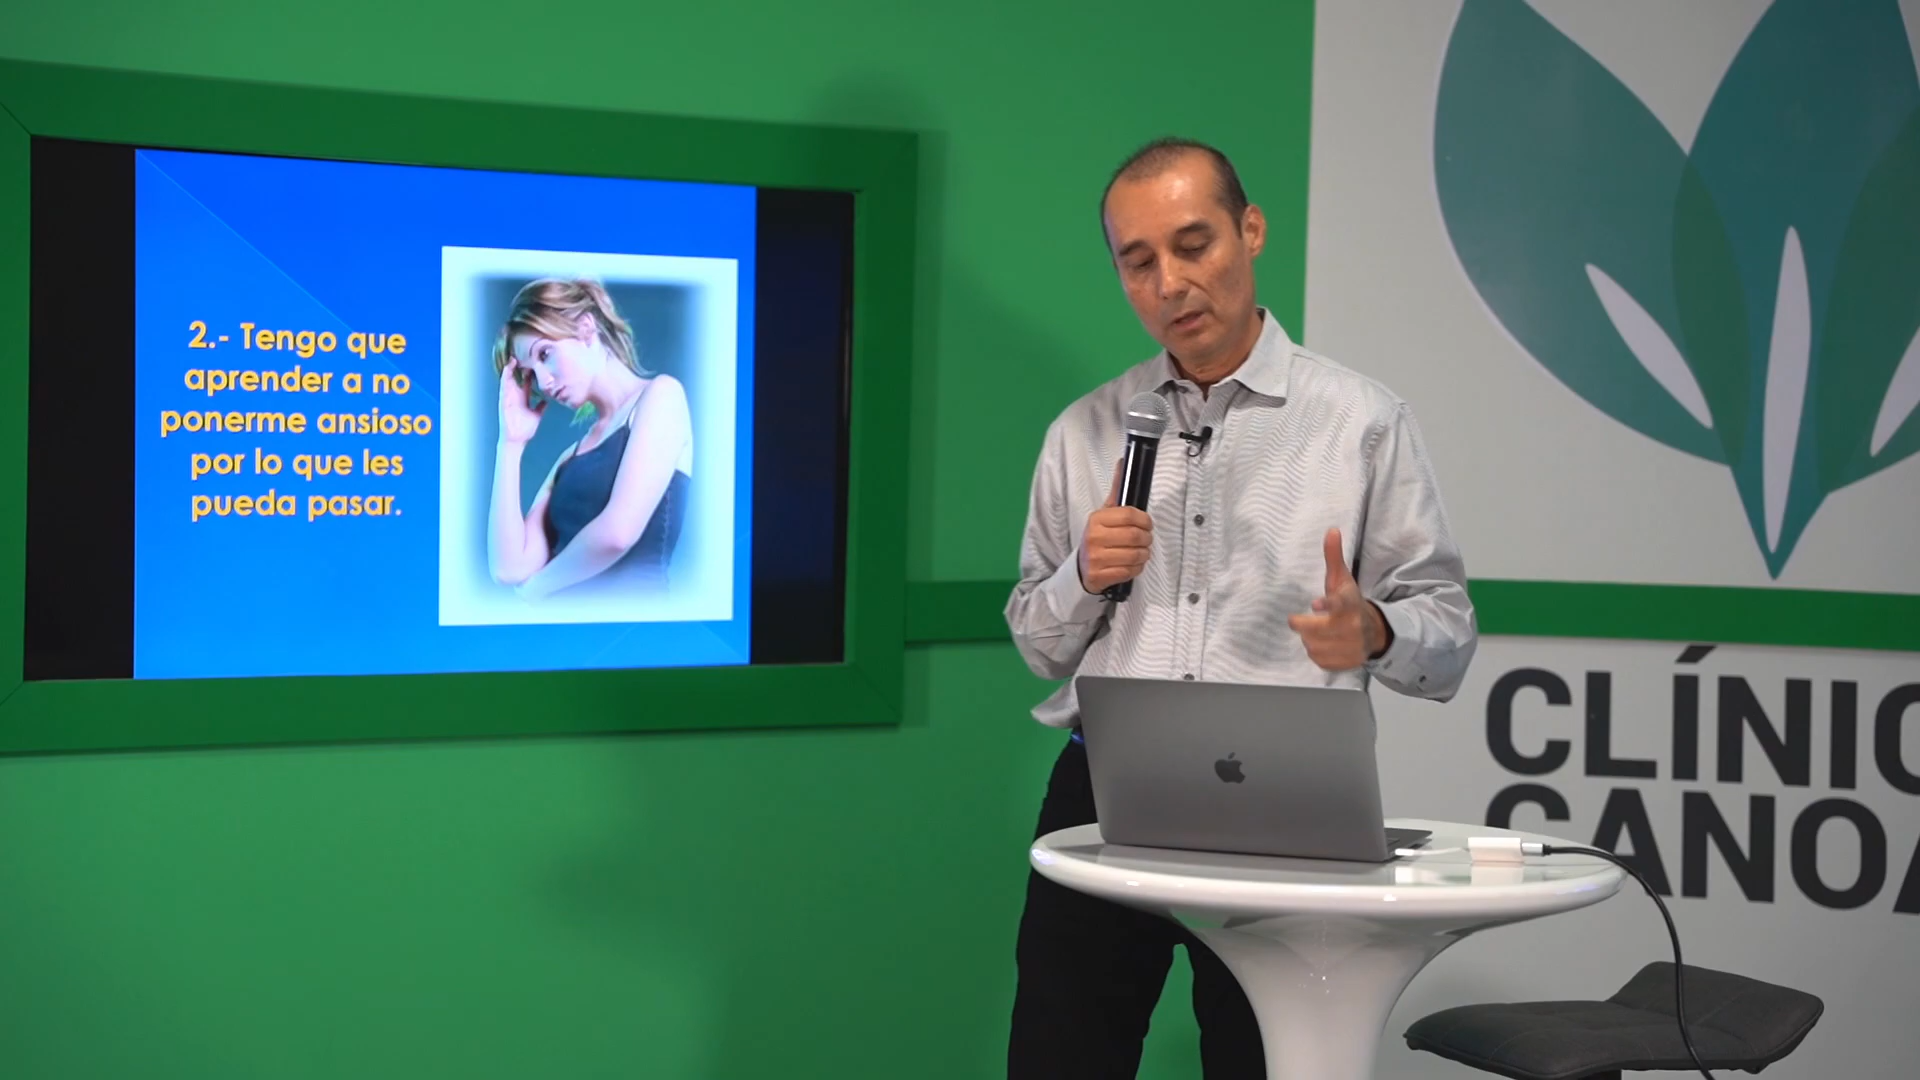 2.- Tengo que
aprender a no
ponerme ansioso
por lo que les
pueda pasar.
CLÍNIC
CANOA